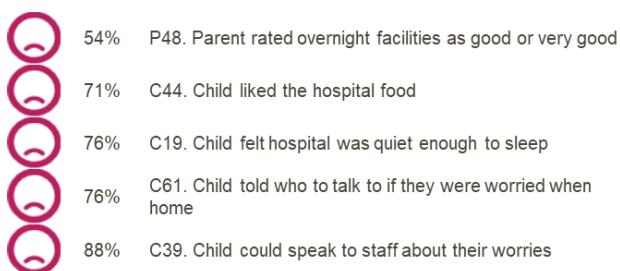 54% P48. Parent rated overnight facilities as good or very good
71% C44. Child liked the hospital food
76% C19. Child felt hospital was quiet enough to sleep
76% C61. Child told who to talk to if they were worried when
home
88% C39. Child could speak to staff about their worries